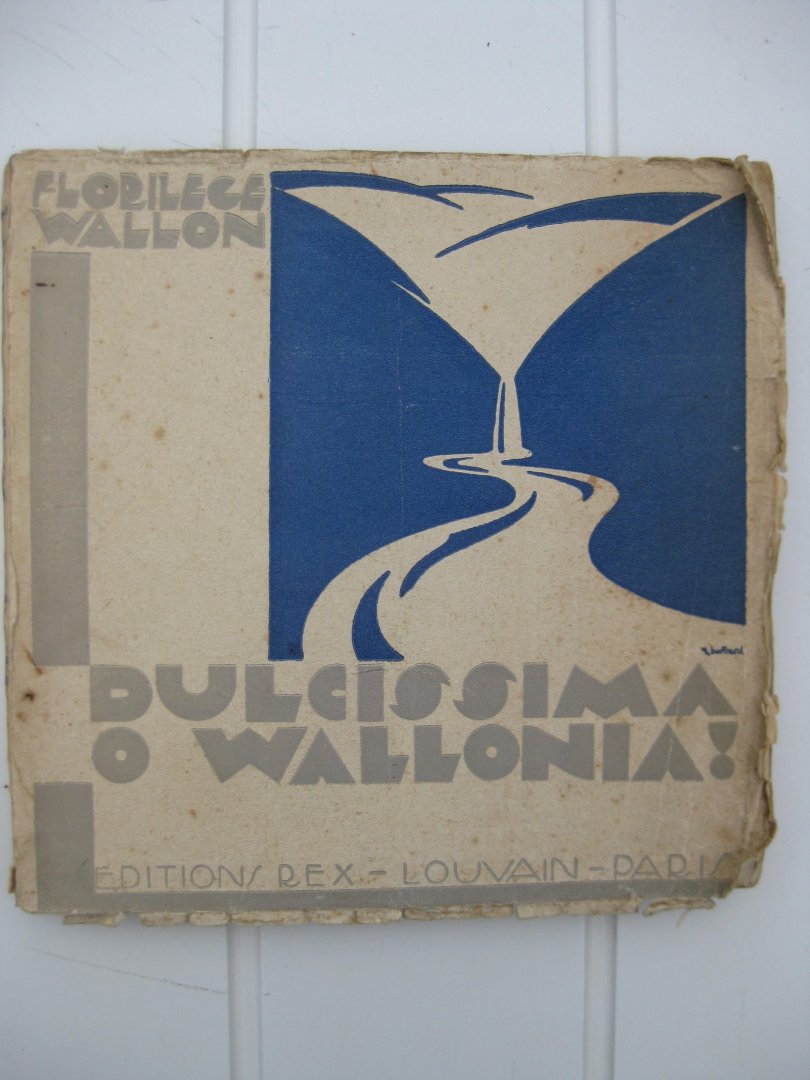 FLORILEGE
WALLON
DULCISSIMA
O WALLONIA!
EDITIONS REX - LOUVAIN - PARIS